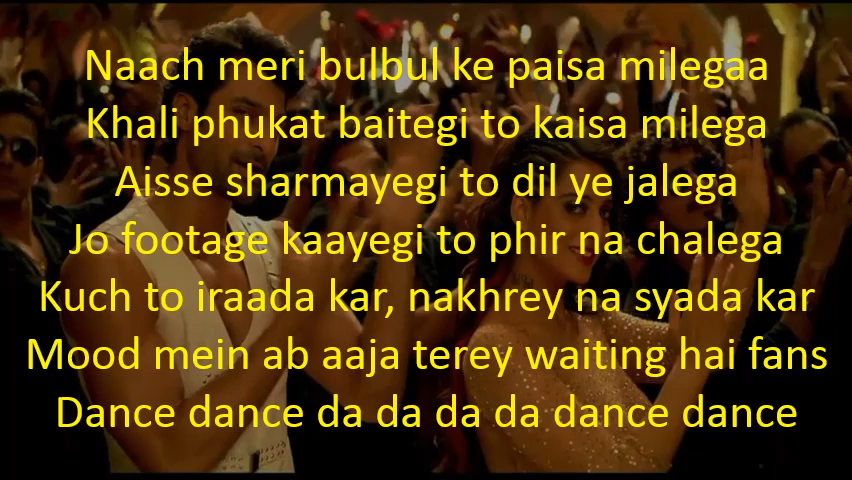 Naach meri bulbul ke paisa milegaa
Khali phukat baitegi to kaisa milega
Aisse sharmayegi to dil ye jalega
Jo footage kaayegi to phir na chalega
Kuch to iraada kar, nakhrey na syada kar
Mood mein ab aaja terey waiting hai fans
Dance dance da da da da dance dance